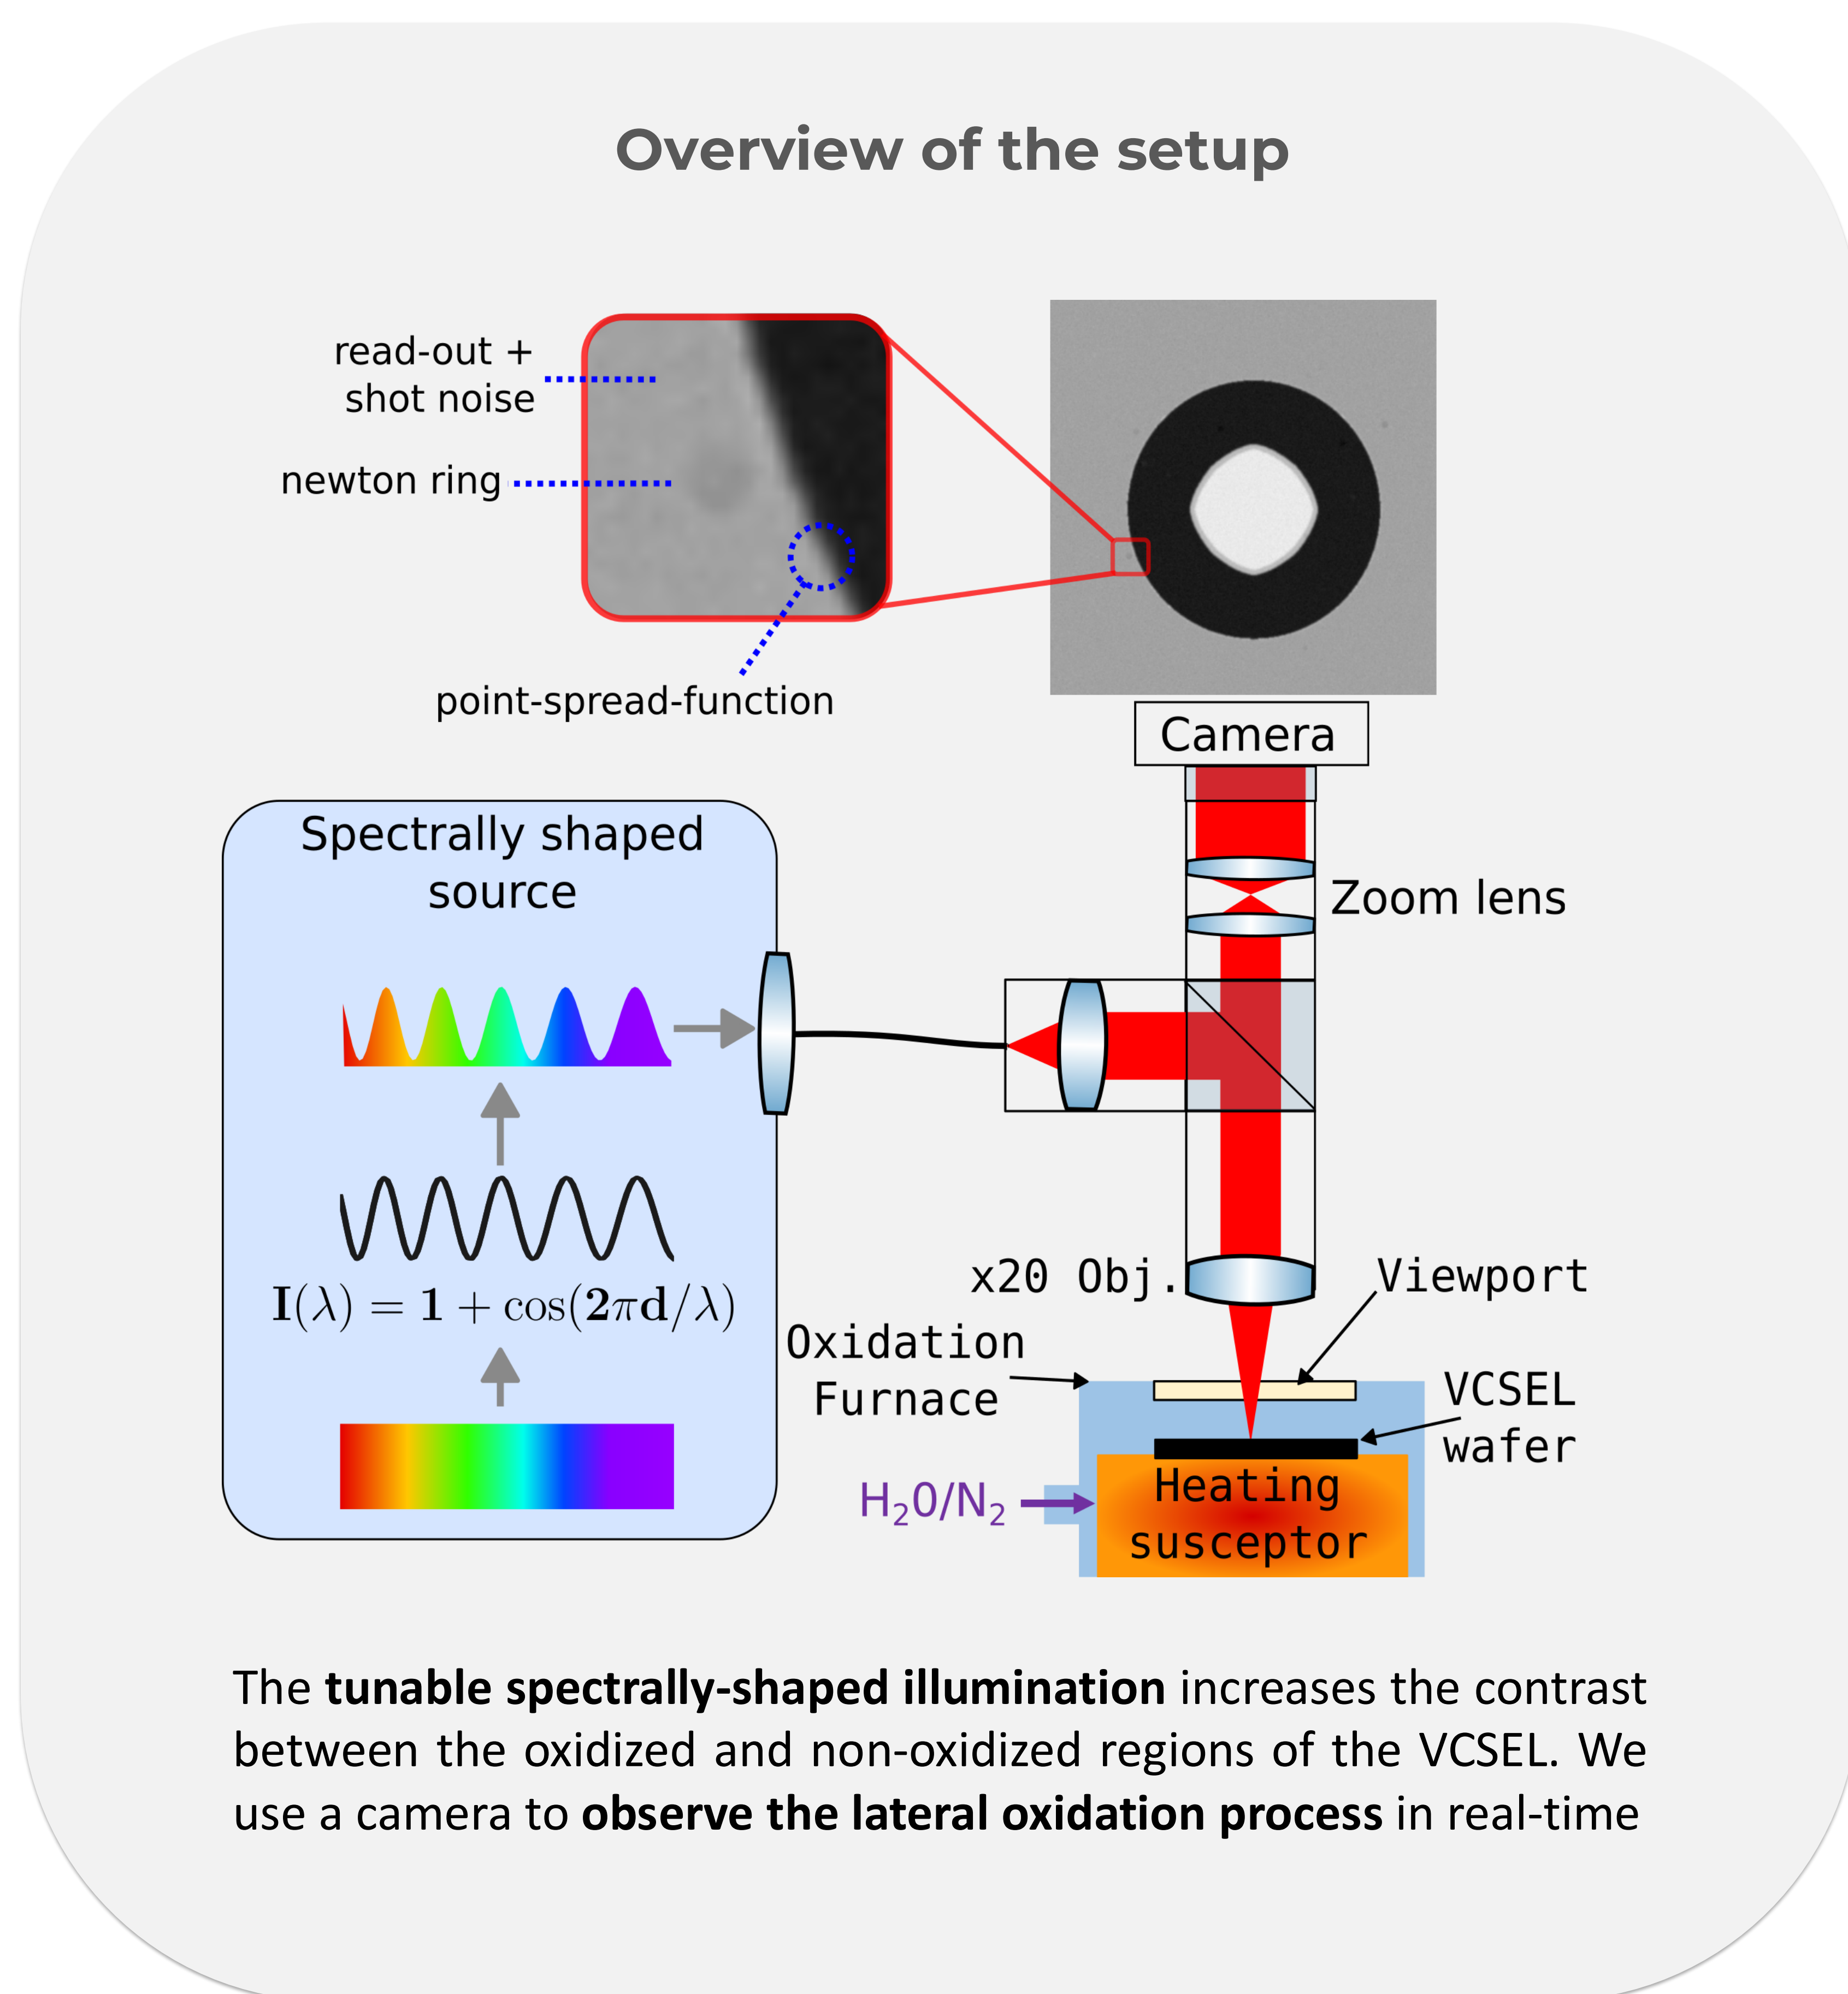 Overview of the setup
read-out +
shot noise
newton ring
point-spread-function
Camera
Spectrally shaped
source
Zoom lens
I(λ) = 1 + cos(2πd/λ)
x20 Obj.
Viewport
Oxidation
Furnace
VCSEL
wafer
H₂0/N₂
Heating
susceptor
The tunable spectrally-shaped illumination increases the contrast
between the oxidized and non-oxidized regions of the VCSEL. We
use a camera to observe the lateral oxidation process in real-time